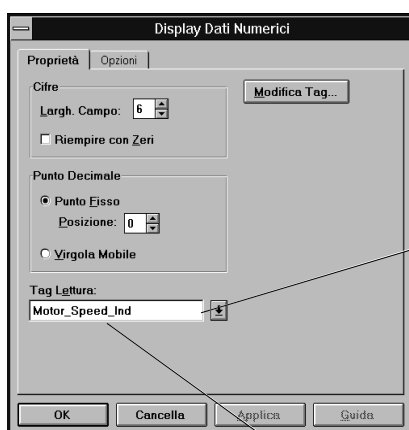 Display Dati Numerici
Proprietà Opzioni
Cifre
Largh. Campo: 6
Modifica Tag...
Riempire con Zeri
Punto Decimale
Punto Fisso
Posizione: 0
Virgola Mobile
Tag Lettura:
Motor_Speed_Ind
OK Cancella Applica Guida